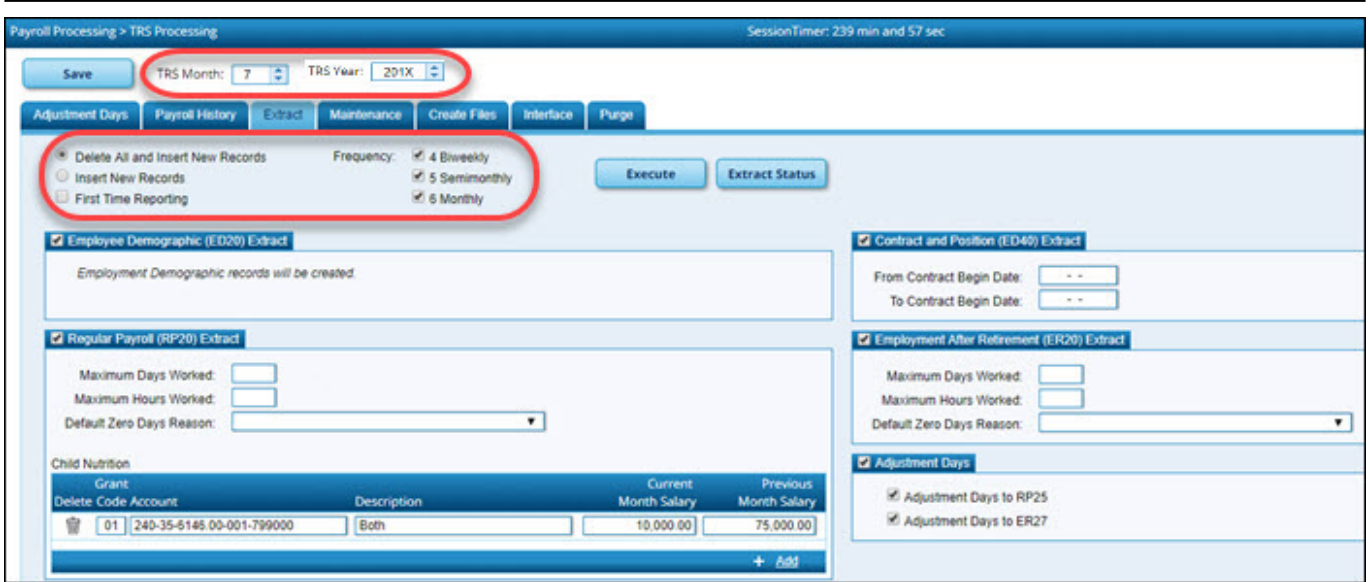 Payroll Processing > TRS Processing SessionTimer: 239 min and 57 sec
Save TRS Month: 7 TRS Year: 201X
Adjustment Days Payroll History Extract Maintenance Create Files Interface Purge
Delete All and Insert New Records Frequency: 4 Biweekly
Insert New Records 5 Semimonthly Execute Extract Status
First Time Reporting 6 Monthly
Employee Demographic (ED20) Extract
Employment Demographic records will be created.
Contract and Position (ED40) Extract
From Contract Begin Date: - -
To Contract Begin Date: - -
Regular Payroll (RP20) Extract
Maximum Days Worked:
Maximum Hours Worked:
Default Zero Days Reason:
Employment After Retirement (ER20) Extract
Maximum Days Worked:
Maximum Hours Worked:
Default Zero Days Reason:
Child Nutrition
Delete Grant Code Account Description Current Month Salary Previous Month Salary
01 240-35-6146.00-001-799000 Both 10,000.00 75,000.00
+ Add
Adjustment Days
Adjustment Days to RP25
Adjustment Days to ER27